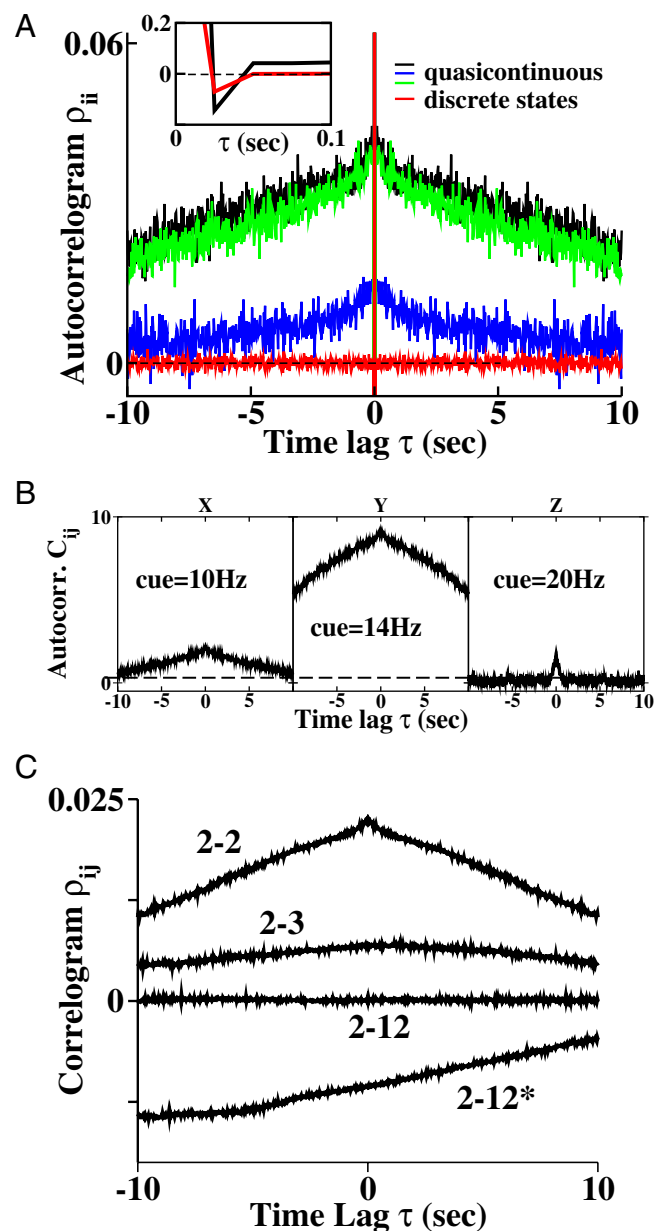 A
0.06
0.2
0
0
0.1
τ (sec)
quasicontinuous
discrete states
Autocorrelogram ρii
0
-10
-5
0
5
10
Time lag τ (sec)
B
X
Y
Z
10
Autocorr. Cij
cue=10Hz
cue=14Hz
cue=20Hz
0
-10
-5
0
5
-5
0
5
-5
0
5
10
Time lag τ (sec)
C
0.025
2-2
2-3
Correlogram ρij
0
2-12
2-12*
-10
0
10
Time Lag τ (sec)